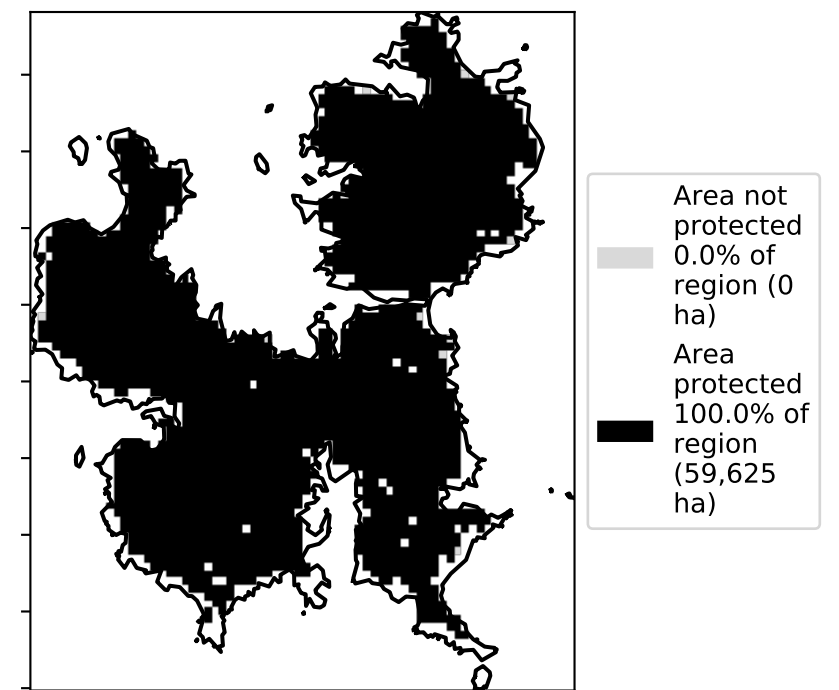 Area not
protected
0.0% of
region (0
ha)
Area
protected
100.0% of
region
(59,625
ha)